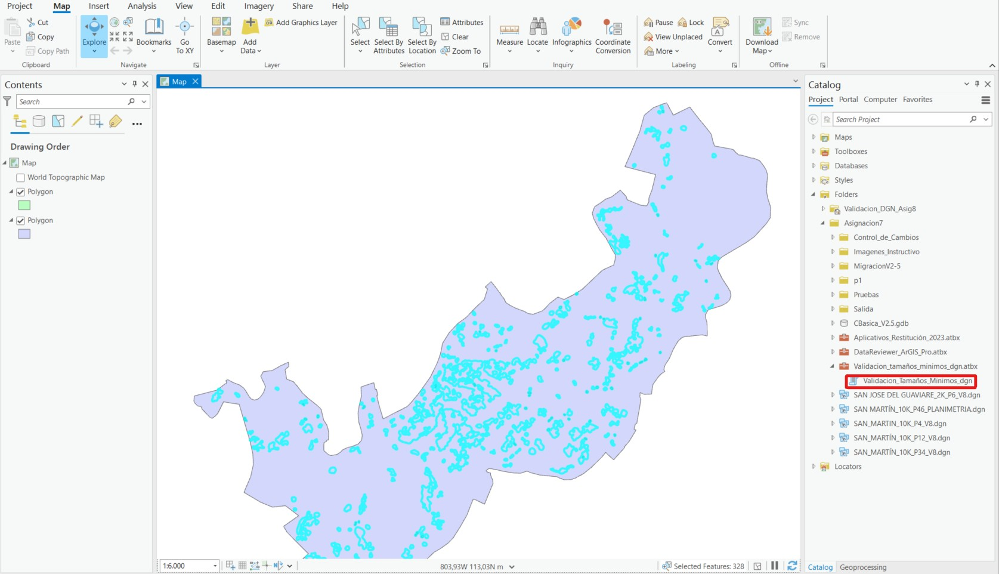 Project Map Insert Analysis View Edit Imagery Share Help
Paste
Cut
Copy
Copy Path
Clipboard
Explore
Bookmarks
Go
To XY
Navigate
Basemap
Add
Data
Add Graphics Layer
Layer
Select
Select By
Attributes
Select By
Location
Attributes
Clear
Zoom To
Selection
Measure
Locate
Infographics
Coordinate
Conversion
Inquiry
Pause
Lock
View Unplaced
More
Convert
Labeling
Download
Map
Sync
Remove
Offline
Contents
Search
Drawing Order
Map
World Topographic Map
Polygon
Polygon
Map
1:6.000
803,93W 113,03N m
Selected Features: 328
Catalog
Project Portal Computer Favorites
Search Project
Maps
Toolboxes
Databases
Styles
Folders
Validacion_DGN_Asig8
Asignacion7
Control_de_Cambios
Imagenes_Instructivo
MigracionV2-5
p1
Pruebas
Salida
CBasica_V2.5.gdb
Aplicativos_Restitución_2023.atbx
DataReviewer_ArGIS_Pro.atbx
Validacion_tamaños_minimos_dgn.atbx
Validacion_Tamaños_Minimos_dgn
SAN JOSE DEL GUAVIARE_2K_P6_V8.dgn
SAN MARTÍN_10K_P46_PLANIMETRIA.dgn
SAN_MARTIN_10K_P4_V8.dgn
SAN_MARTÍN_10K_P12_V8.dgn
SAN_MARTÍN_10K_P34_V8.dgn
Locators
Catalog Geoprocessing